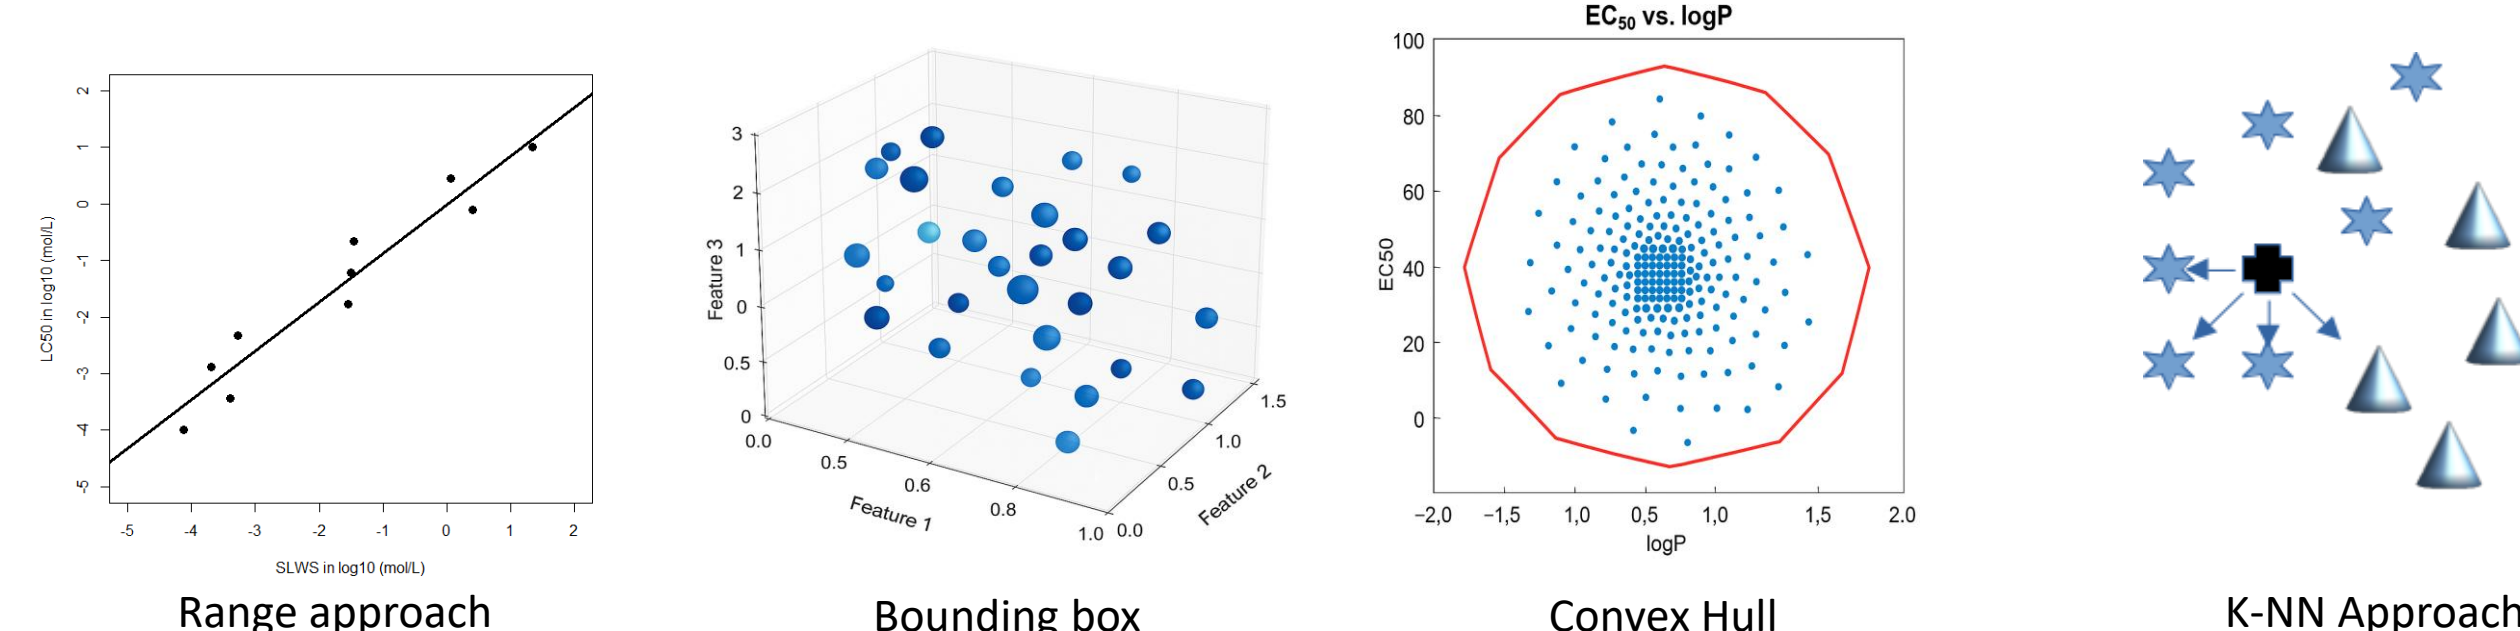 2
1
0
-1
-2
-3
-4
-5
LC50 in log10 (mol/L)
-5 -4 -3 -2 -1 0 1 2
SLWS in log10 (mol/L)
Range approach
3
2
1
0
0.5
0
Feature 3
0.0 0.5 0.6 0.8 1.0
Feature 1
0.0 0.5 1.0 1.5
Feature 2
Bounding box
EC₅₀ vs. logP
100
80
60
40
20
0
EC50
−2,0 −1,5 1,0 0,5 1,0 1,5 2.0
logP
Convex Hull
K-NN Approach